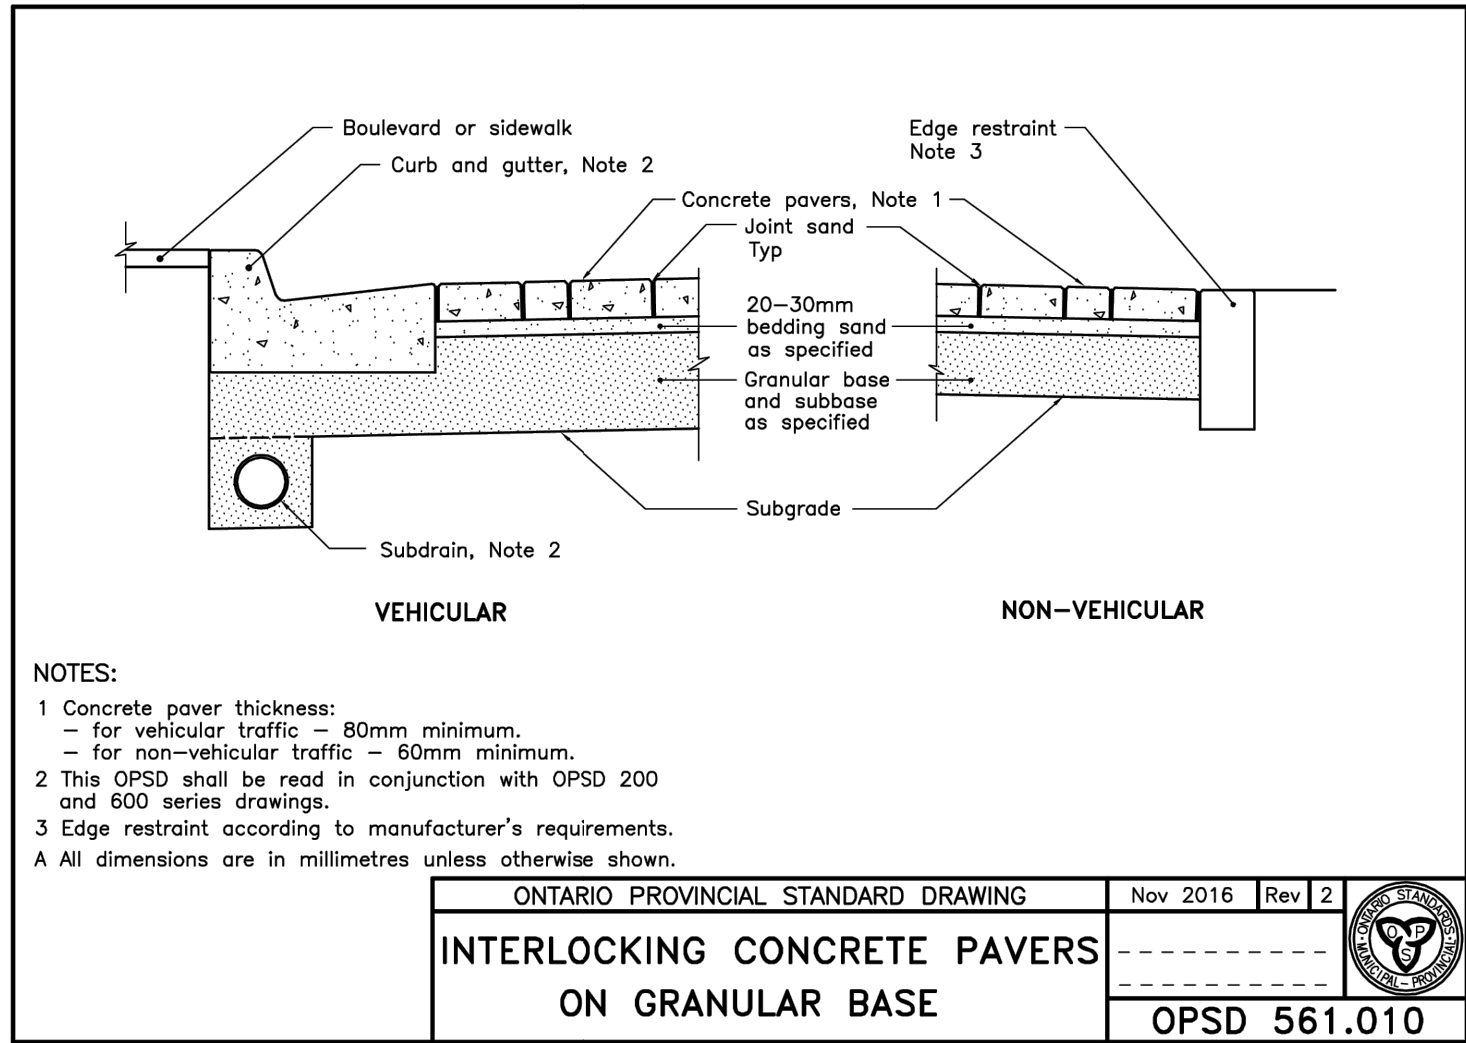 Boulevard or sidewalk
Curb and gutter, Note 2
Edge restraint
Note 3
Concrete pavers, Note 1
Joint sand
Typ
20–30mm
bedding sand
as specified
Granular base
and subbase
as specified
Subgrade
Subdrain, Note 2
VEHICULAR
NON–VEHICULAR
NOTES:
1 Concrete paver thickness:
– for vehicular traffic – 80mm minimum.
– for non–vehicular traffic – 60mm minimum.
2 This OPSD shall be read in conjunction with OPSD 200
and 600 series drawings.
3 Edge restraint according to manufacturer's requirements.
A All dimensions are in millimetres unless otherwise shown.
ONTARIO PROVINCIAL STANDARD DRAWING
Nov 2016
Rev 2
INTERLOCKING CONCRETE PAVERS
ON GRANULAR BASE
OPSD 561.010
ONTARIO STANDARDS
MUNICIPAL – PROVINCIAL
O P
S